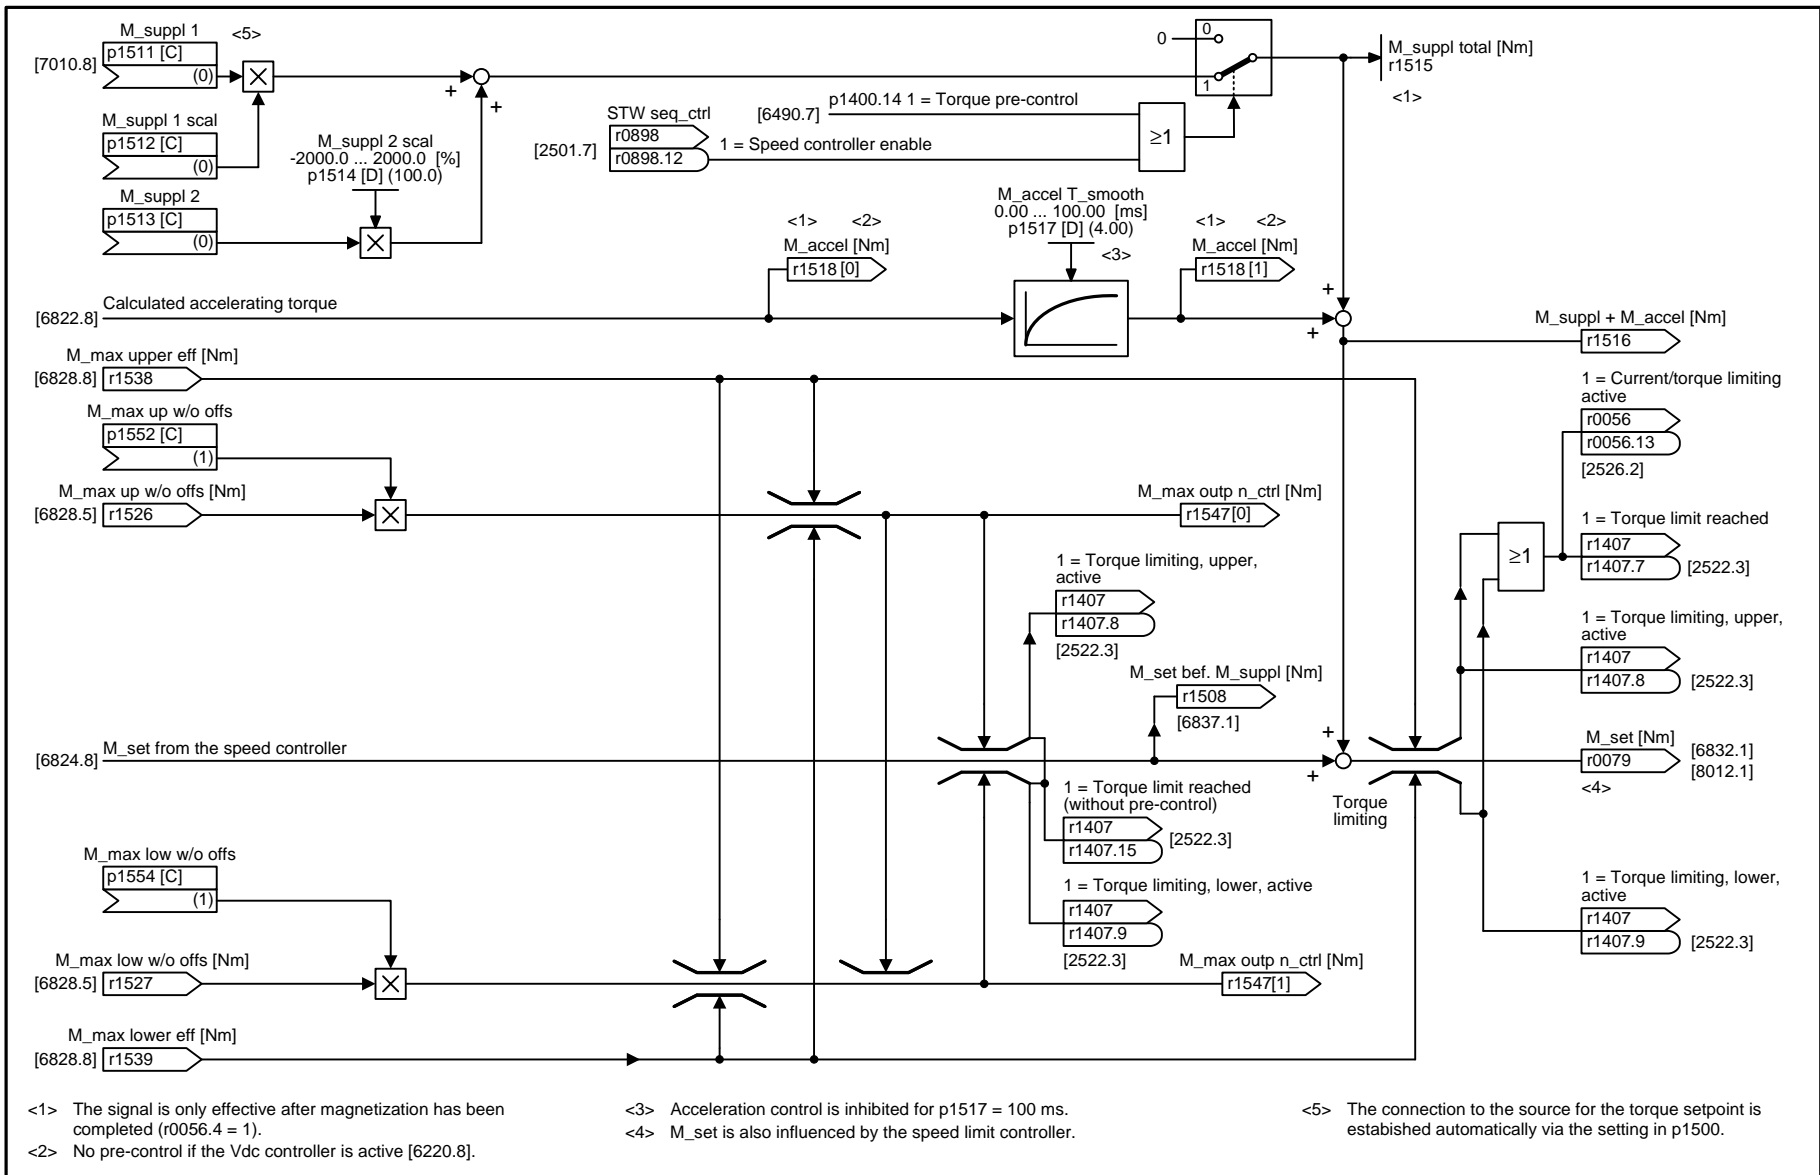 M_suppl 1
<5>
p1511 [C]
[7010.8]
(0)
M_suppl 1 scal
p1512 [C]
(0)
M_suppl 2 scal
-2000.0 ... 2000.0 [%]
p1514 [D] (100.0)
M_suppl 2
p1513 [C]
(0)
+
+
0
0
1
M_suppl total [Nm]
r1515
<1>
p1400.14 1 = Torque pre-control
[6490.7]
STW seq_ctrl
r0898
[2501.7]
1 = Speed controller enable
r0898.12
≥1
M_accel T_smooth
0.00 ... 100.00 [ms]
p1517 [D] (4.00)
<3>
<1> <2>
M_accel [Nm]
r1518 [0]
<1> <2>
M_accel [Nm]
r1518 [1]
Calculated accelerating torque
[6822.8]
+
+
M_suppl + M_accel [Nm]
r1516
M_max upper eff [Nm]
[6828.8]
r1538
M_max up w/o offs
p1552 [C]
(1)
M_max up w/o offs [Nm]
[6828.5]
r1526
M_max outp n_ctrl [Nm]
r1547[0]
1 = Current/torque limiting
active
r0056
r0056.13
[2526.2]
1 = Torque limit reached
r1407
r1407.7
[2522.3]
≥1
1 = Torque limiting, upper,
active
r1407
r1407.8
[2522.3]
1 = Torque limiting, upper,
active
r1407
r1407.8
[2522.3]
M_set bef. M_suppl [Nm]
r1508
[6837.1]
M_set from the speed controller
[6824.8]
+
+
Torque
limiting
M_set [Nm]
r0079
[6832.1]
[8012.1]
<4>
1 = Torque limit reached
(without pre-control)
r1407
r1407.15
[2522.3]
1 = Torque limiting, lower, active
r1407
r1407.9
[2522.3]
1 = Torque limiting, lower,
active
r1407
r1407.9
[2522.3]
M_max low w/o offs
p1554 [C]
(1)
M_max low w/o offs [Nm]
[6828.5]
r1527
M_max outp n_ctrl [Nm]
r1547[1]
M_max lower eff [Nm]
[6828.8]
r1539
<1> The signal is only effective after magnetization has been
completed (r0056.4 = 1).
<2> No pre-control if the Vdc controller is active [6220.8].
<3> Acceleration control is inhibited for p1517 = 100 ms.
<4> M_set is also influenced by the speed limit controller.
<5> The connection to the source for the torque setpoint is
estabished automatically via the setting in p1500.